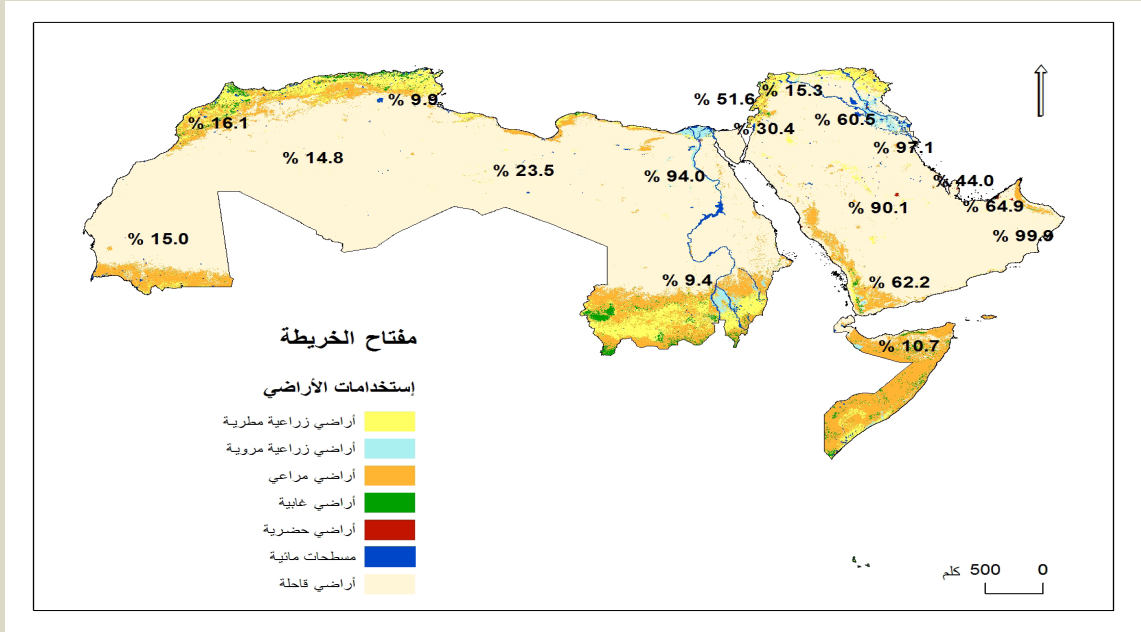 % 9.9
% 51.6
% 15.3
% 16.1
% 30.4
% 60.5
% 97.1
% 14.8
% 23.5
% 94.0
% 44.0
% 90.1
% 64.9
% 15.0
% 99.9
% 9.4
% 62.2
% 10.7
مفتاح الخريطة
إستخدامات الأراضي
أراضي زراعية مطرية
أراضي زراعية مروية
أراضي مراعي
أراضي غابية
أراضي حضرية
مسطحات مائية
أراضي قاحلة
0 500 كلم